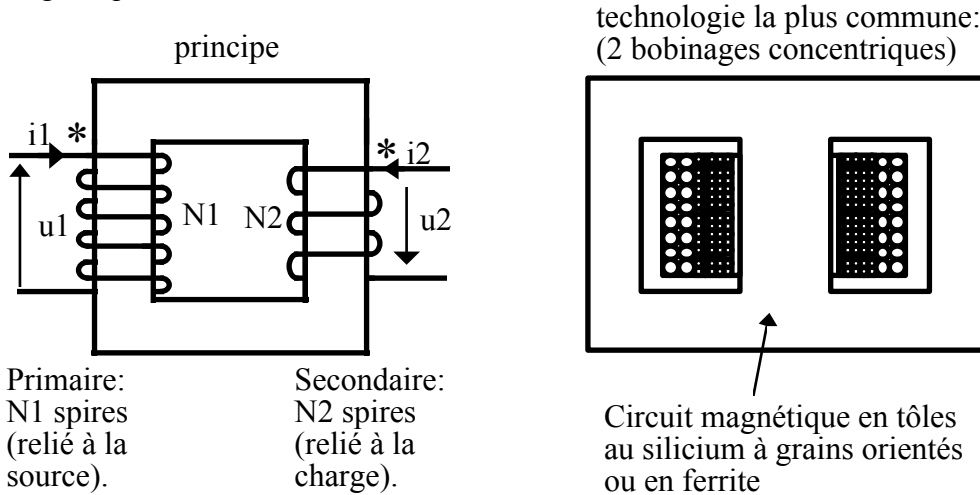 technologie la plus commune:
(2 bobinages concentriques)
principe
i1 *
* i2
u1
N1
N2
u2
Primaire:
N1 spires
(relié à la
source).
Secondaire:
N2 spires
(relié à la
charge).
Circuit magnétique en tôles
au silicium à grains orientés
ou en ferrite